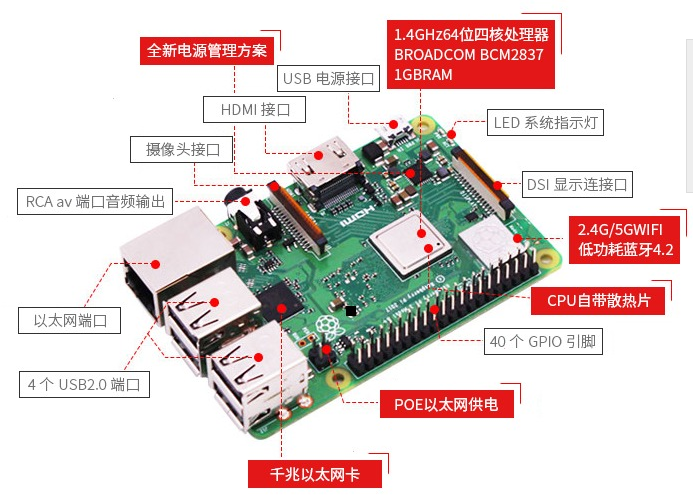 全新电源管理方案
1.4GHz64位四核处理器
BROADCOM BCM2837
1GBRAM
USB 电源接口
HDMI 接口
LED 系统指示灯
摄像头接口
DSI 显示连接口
RCA av 端口音频输出
2.4G/5GWIFI
低功耗蓝牙4.2
HDMI
CPU自带散热片
以太网端口
40个 GPIO 引脚
4 个 USB2.0 端口
POE以太网供电
千兆以太网卡